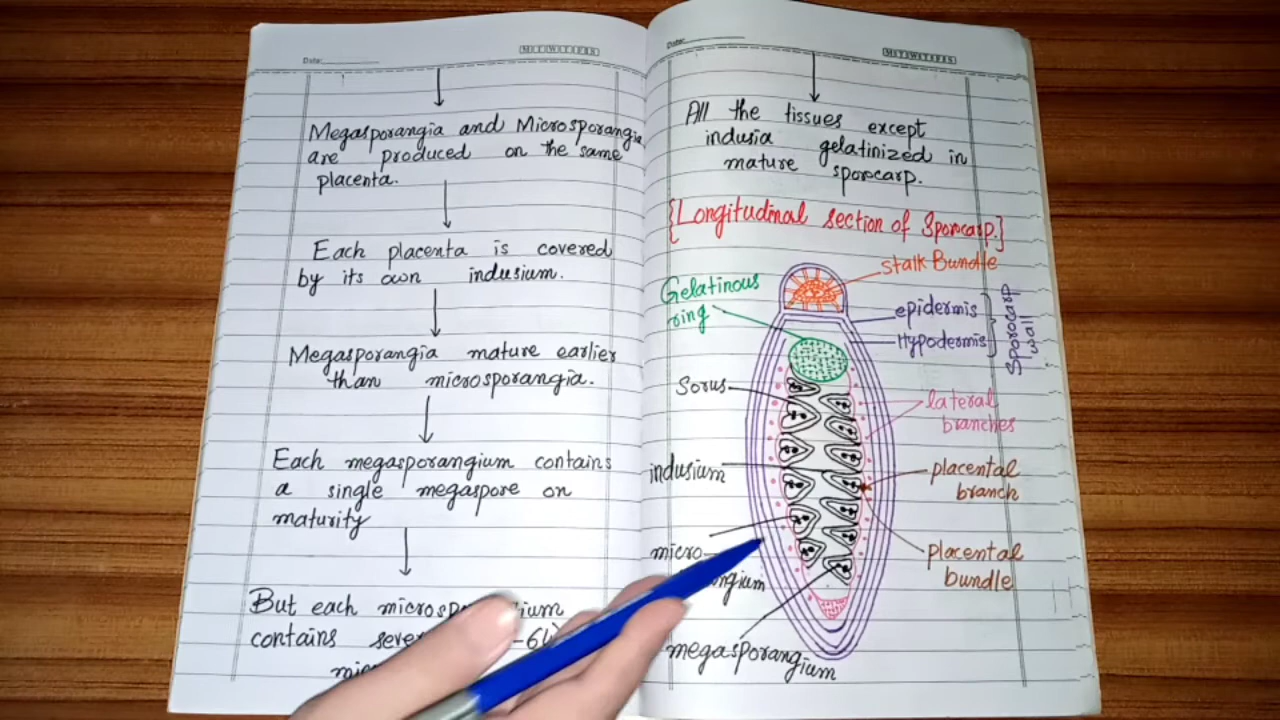 Date:
M T W T F S S
Megasporangia and Microsporangia
are produced on the same
placenta.
Each placenta is covered
by its own indusium.
Megasporangia mature earlier
than microsporangia.
Each megasporangium contains
a single megaspore on
maturity
But each
contains
Date:
M T W T F S S
All the tissues except
indusia gelatinized in
mature sporocarp.
{Longitudinal section of Sporocarp.}
stalk Bundle
Gelatinous
ring
epidermis
Hypodermis
Sporocarp
wall
Sorus
lateral
branches
indusium
placental
branch
micro
placental
bundle
megasporangium